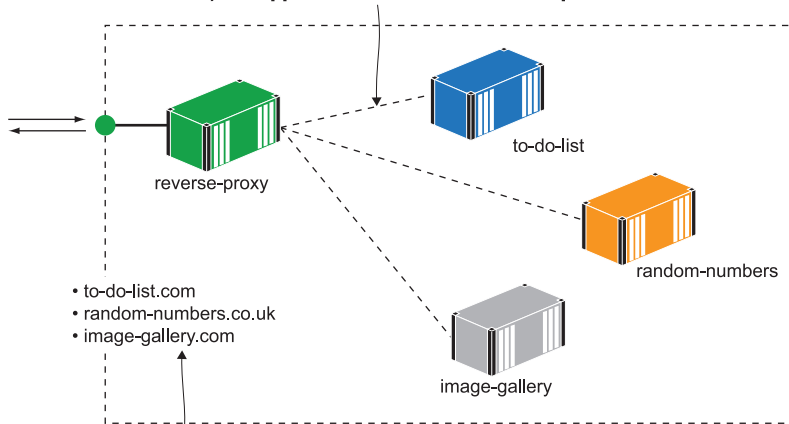 to-do-list
reverse-proxy
random-numbers
• to-do-list.com
• random-numbers.co.uk
• image-gallery.com
image-gallery